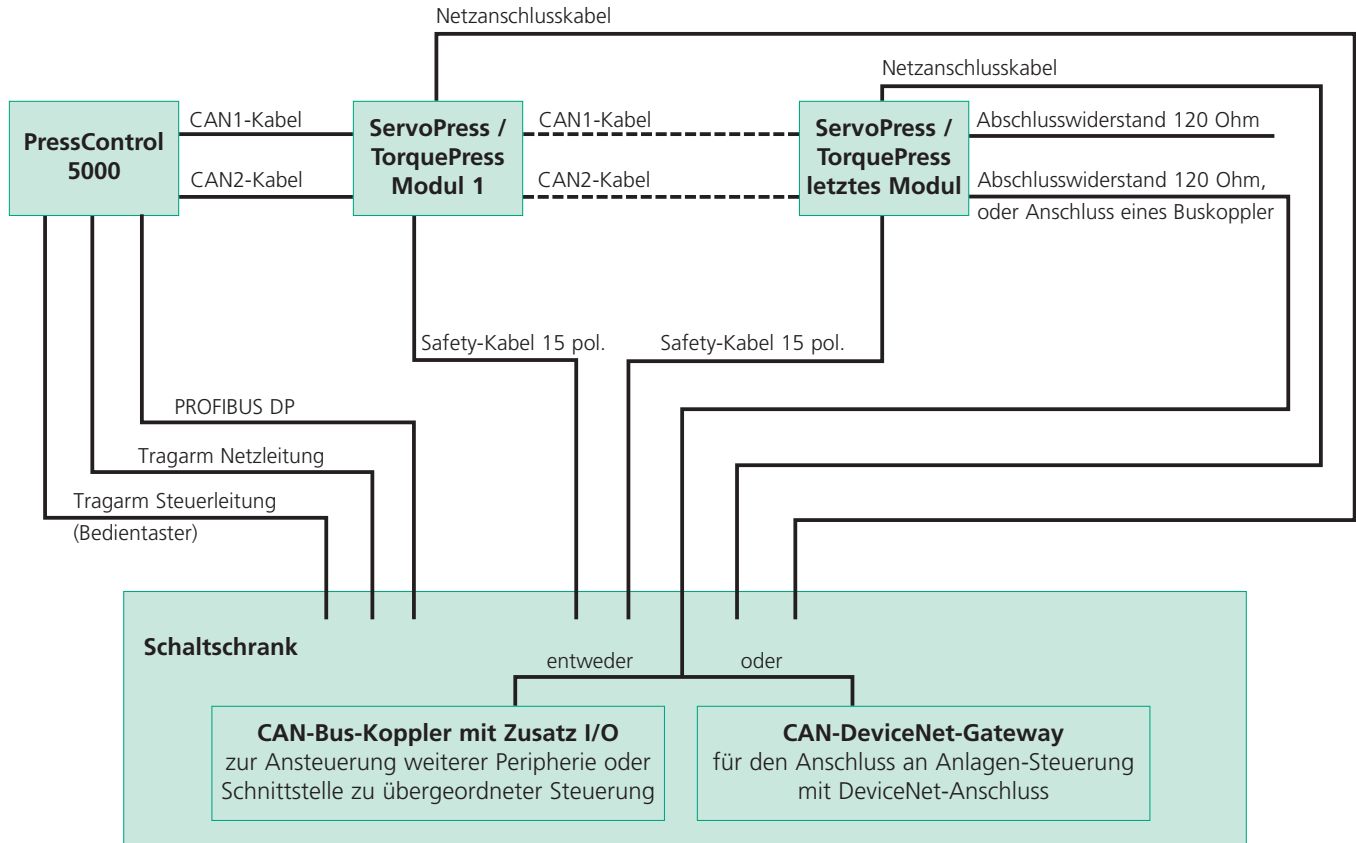 Netzanschlusskabel
Netzanschlusskabel
PressControl
5000
CAN1-Kabel
CAN2-Kabel
ServoPress /
TorquePress
Modul 1
CAN1-Kabel
CAN2-Kabel
ServoPress /
TorquePress
letztes Modul
Abschlusswiderstand 120 Ohm
Abschlusswiderstand 120 Ohm,
oder Anschluss eines Buskoppler
Safety-Kabel 15 pol.
Safety-Kabel 15 pol.
PROFIBUS DP
Tragarm Netzleitung
Tragarm Steuerleitung
(Bedientaster)
Schaltschrank
entweder
oder
CAN-Bus-Koppler mit Zusatz I/O
zur Ansteuerung weiterer Peripherie oder
Schnittstelle zu übergeordneter Steuerung
CAN-DeviceNet-Gateway
für den Anschluss an Anlagen-Steuerung
mit DeviceNet-Anschluss